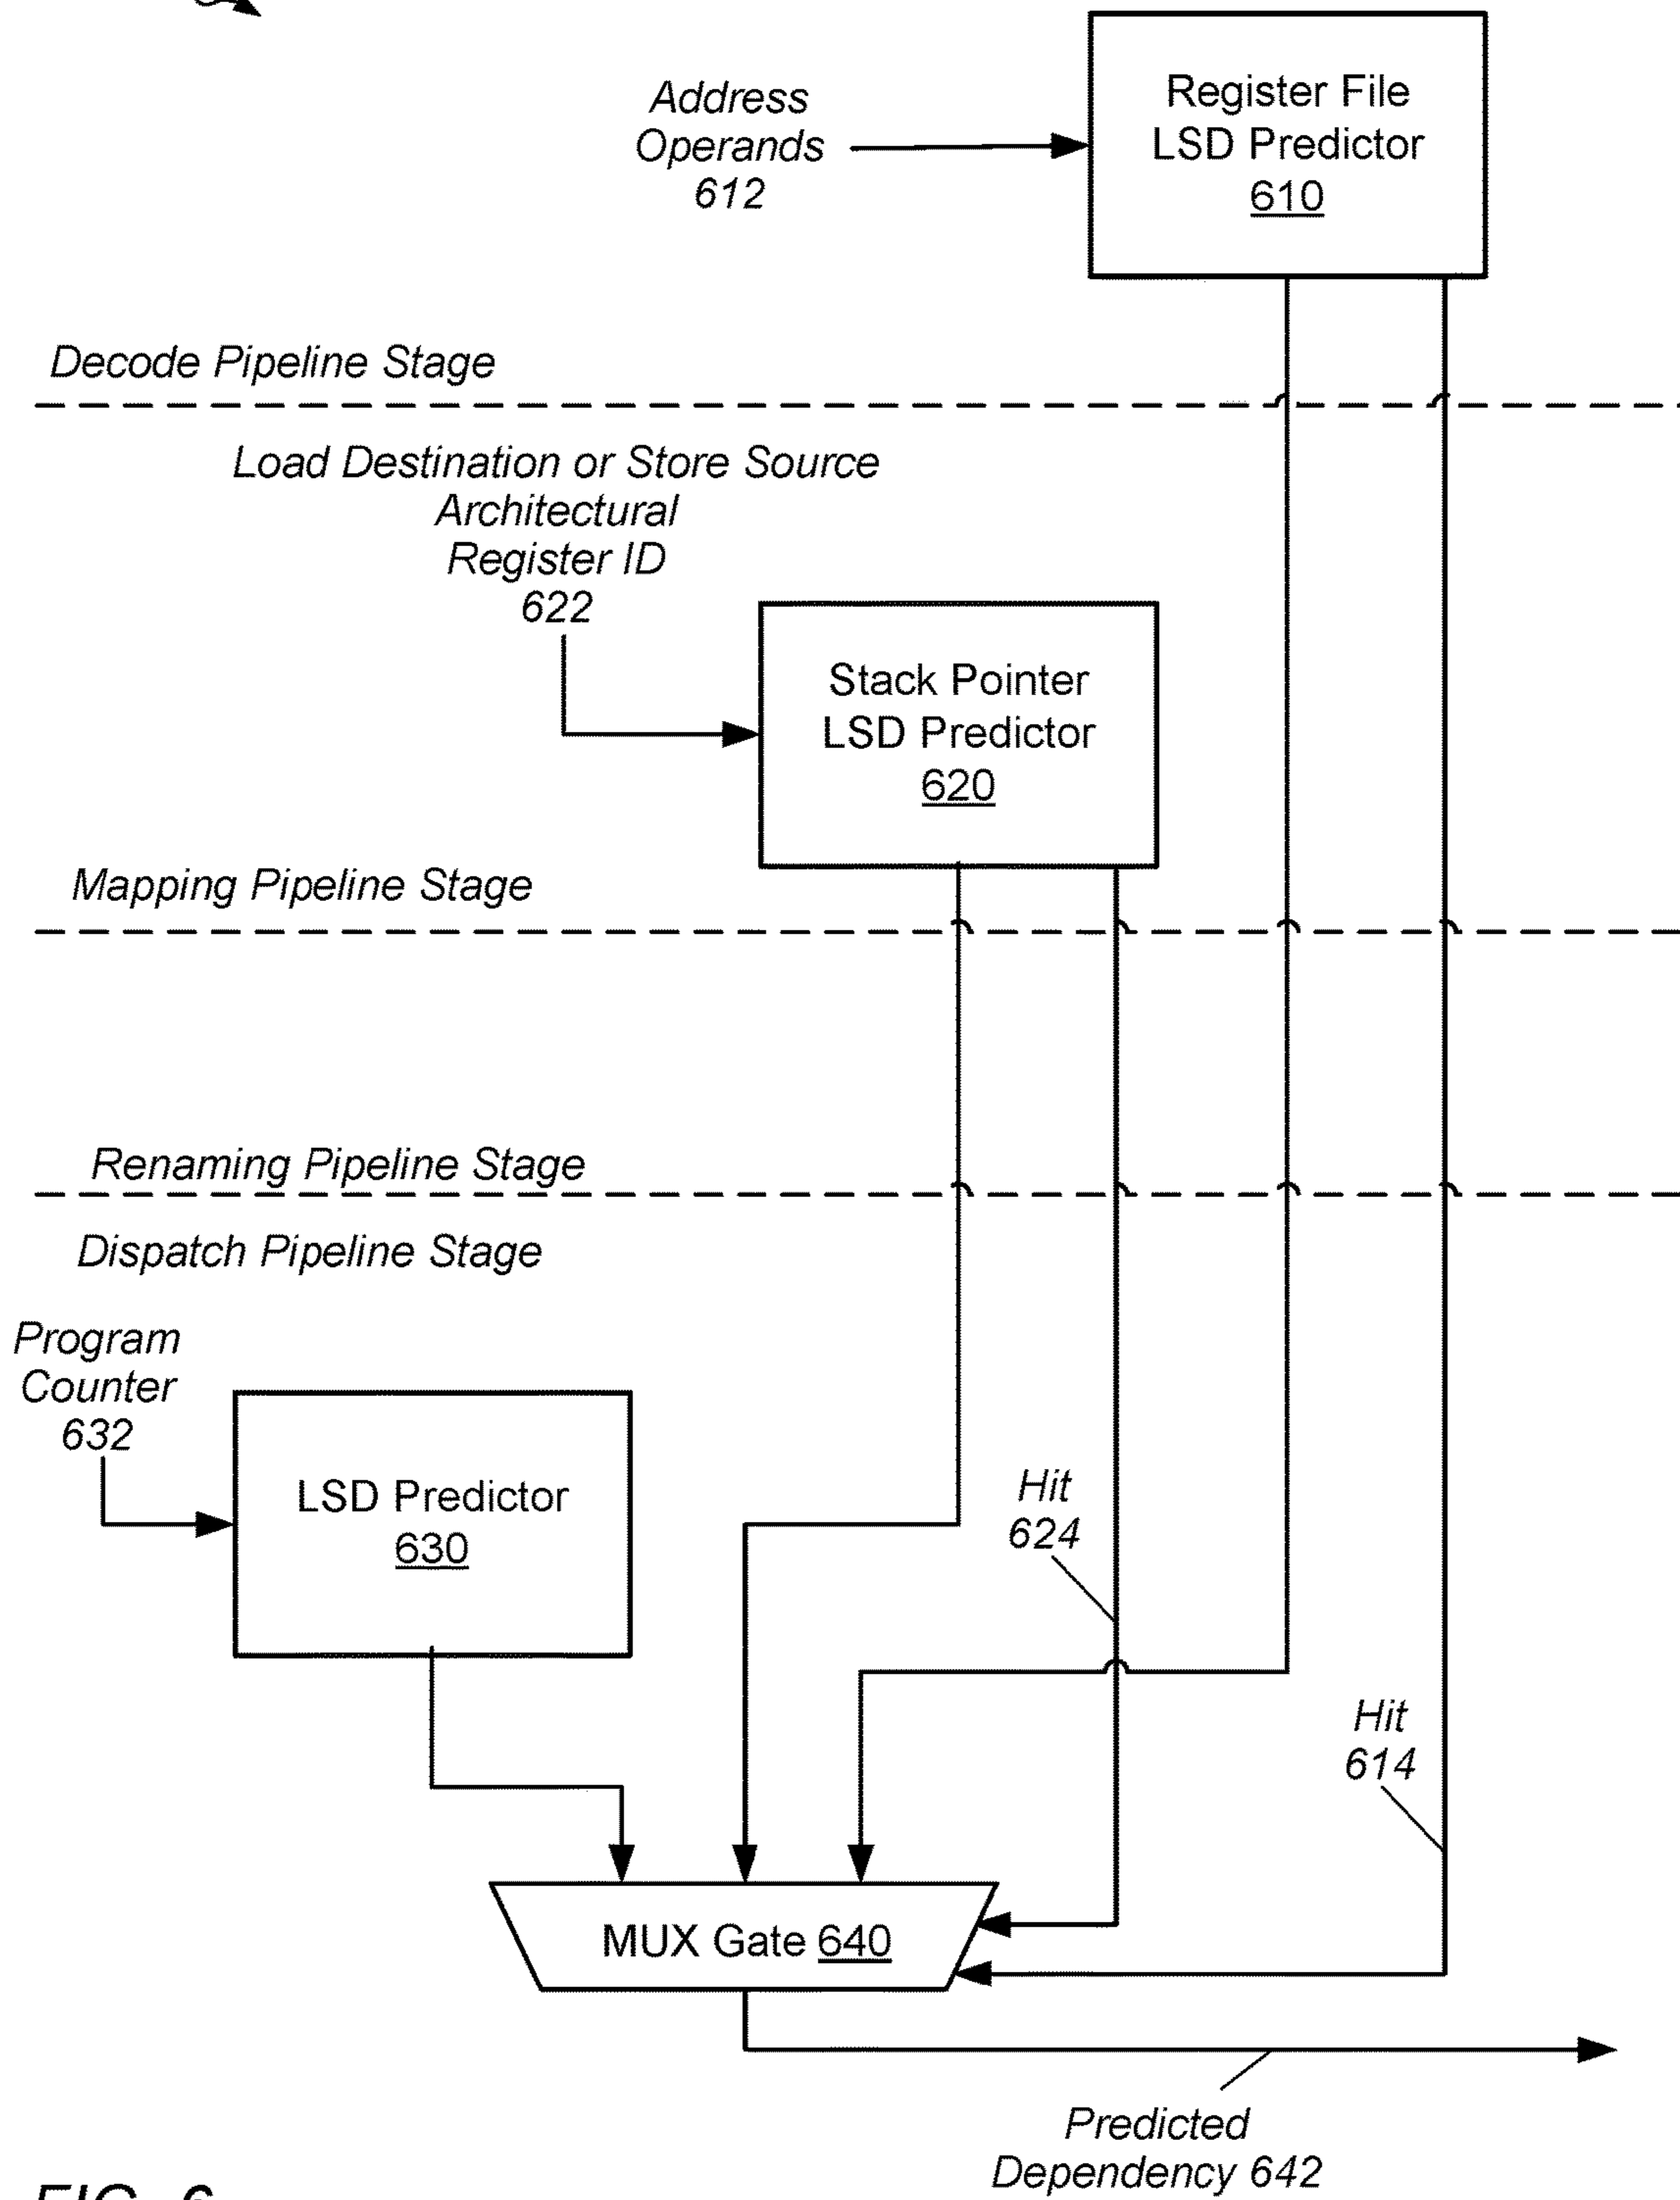 Address
Operands
612
Register File
LSD Predictor
610
Decode Pipeline Stage
Load Destination or Store Source
Architectural
Register ID
622
Stack Pointer
LSD Predictor
620
Mapping Pipeline Stage
Renaming Pipeline Stage
Dispatch Pipeline Stage
Program
Counter
632
LSD Predictor
630
Hit
624
Hit
614
MUX Gate 640
Predicted
Dependency 642
FIG. 6